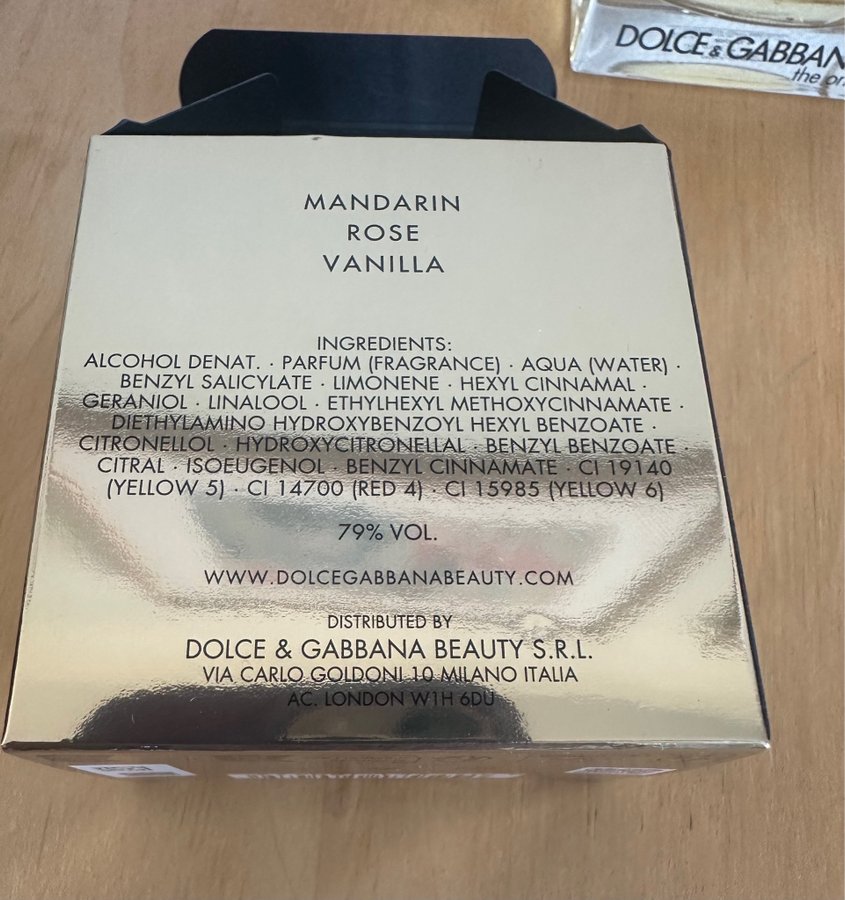 DOLCE & GABBAN
the on
MANDARIN
ROSE
VANILLA
INGREDIENTS:
ALCOHOL DENAT. · PARFUM (FRAGRANCE) · AQUA (WATER) ·
BENZYL SALICYLATE · LIMONENE · HEXYL CINNAMAL ·
GERANIOL · LINALOOL · ETHYLHEXYL METHOXYCINNAMATE ·
DIETHYLAMINO HYDROXYBENZOYL HEXYL BENZOATE ·
CITRONELLOL · HYDROXYCITRONELLAL · BENZYL BENZOATE ·
CITRAL · ISOEUGENOL · BENZYL CINNAMATE · CI 19140
(YELLOW 5) · CI 14700 (RED 4) · CI 15985 (YELLOW 6)
79% VOL.
WWW.DOLCEGABBANABEAUTY.COM
DISTRIBUTED BY
DOLCE & GABBANA BEAUTY S.R.L.
VIA CARLO GOLDONI 10 MILANO ITALIA
AC. LONDON W1H 6DU